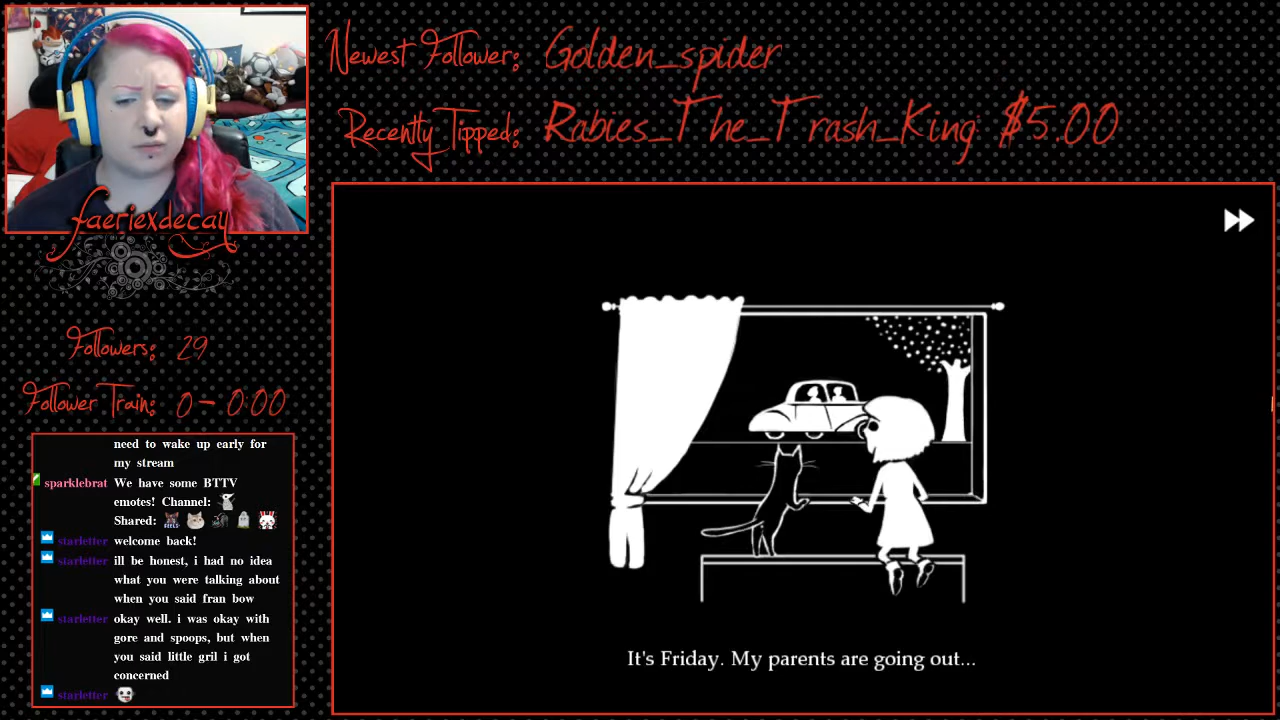 Newest Follower: Golden_spider
Recently Tipped: Rabies_The_Trash_King $5.00
faeriexdecay
Followers: 29
Follower Train: 0 - 0:00
need to wake up early for
my stream
sparklebrat We have some BTTV
emotes! Channel:
Shared:
FEELS
starletter welcome back!
starletter ill be honest, i had no idea
what you were talking about
when you said fran bow
starletter okay well. i was okay with
gore and spoops, but when
you said little gril i got
concerned
starletter
It's Friday. My parents are going out...